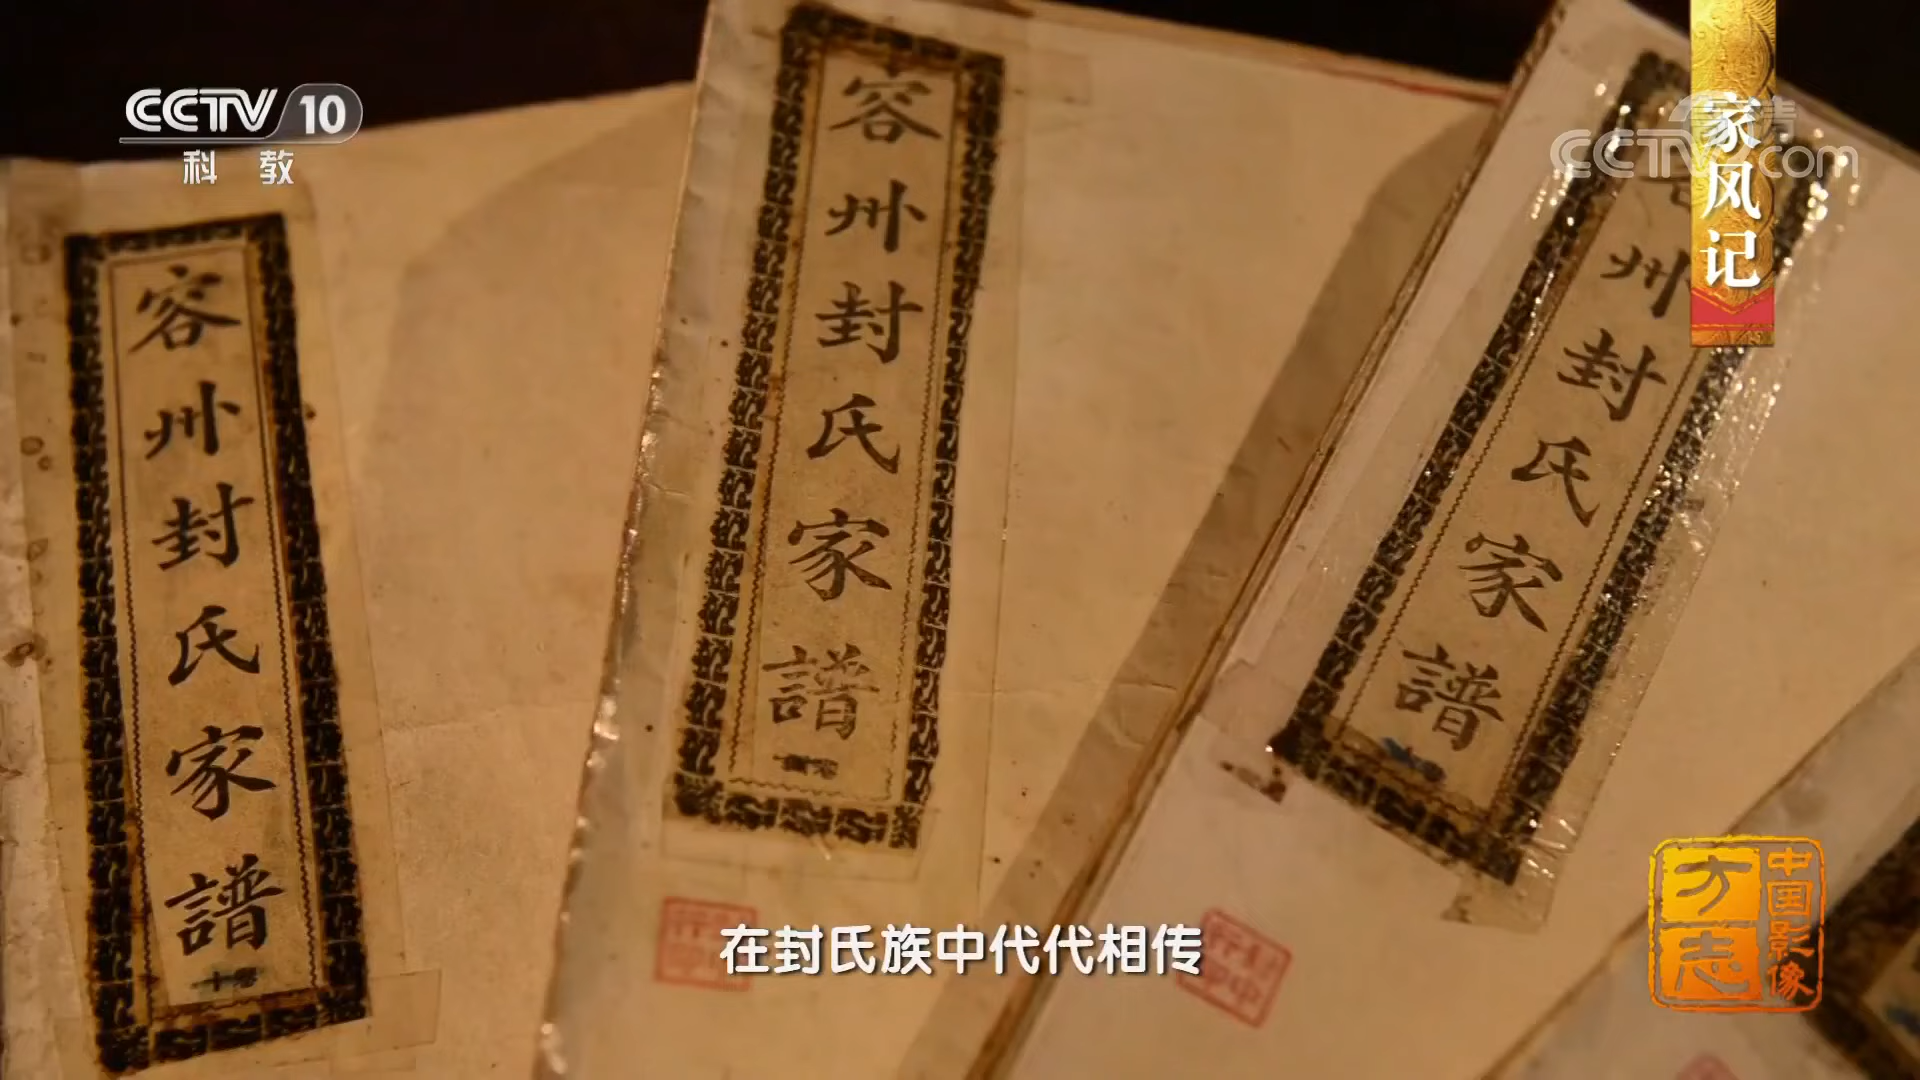 CCTV 10
科 教
家风记
CCTV.com
容州封氏家譜
容州封氏家譜
州封氏家譜
在封氏族中代代相传
中国影像
方志